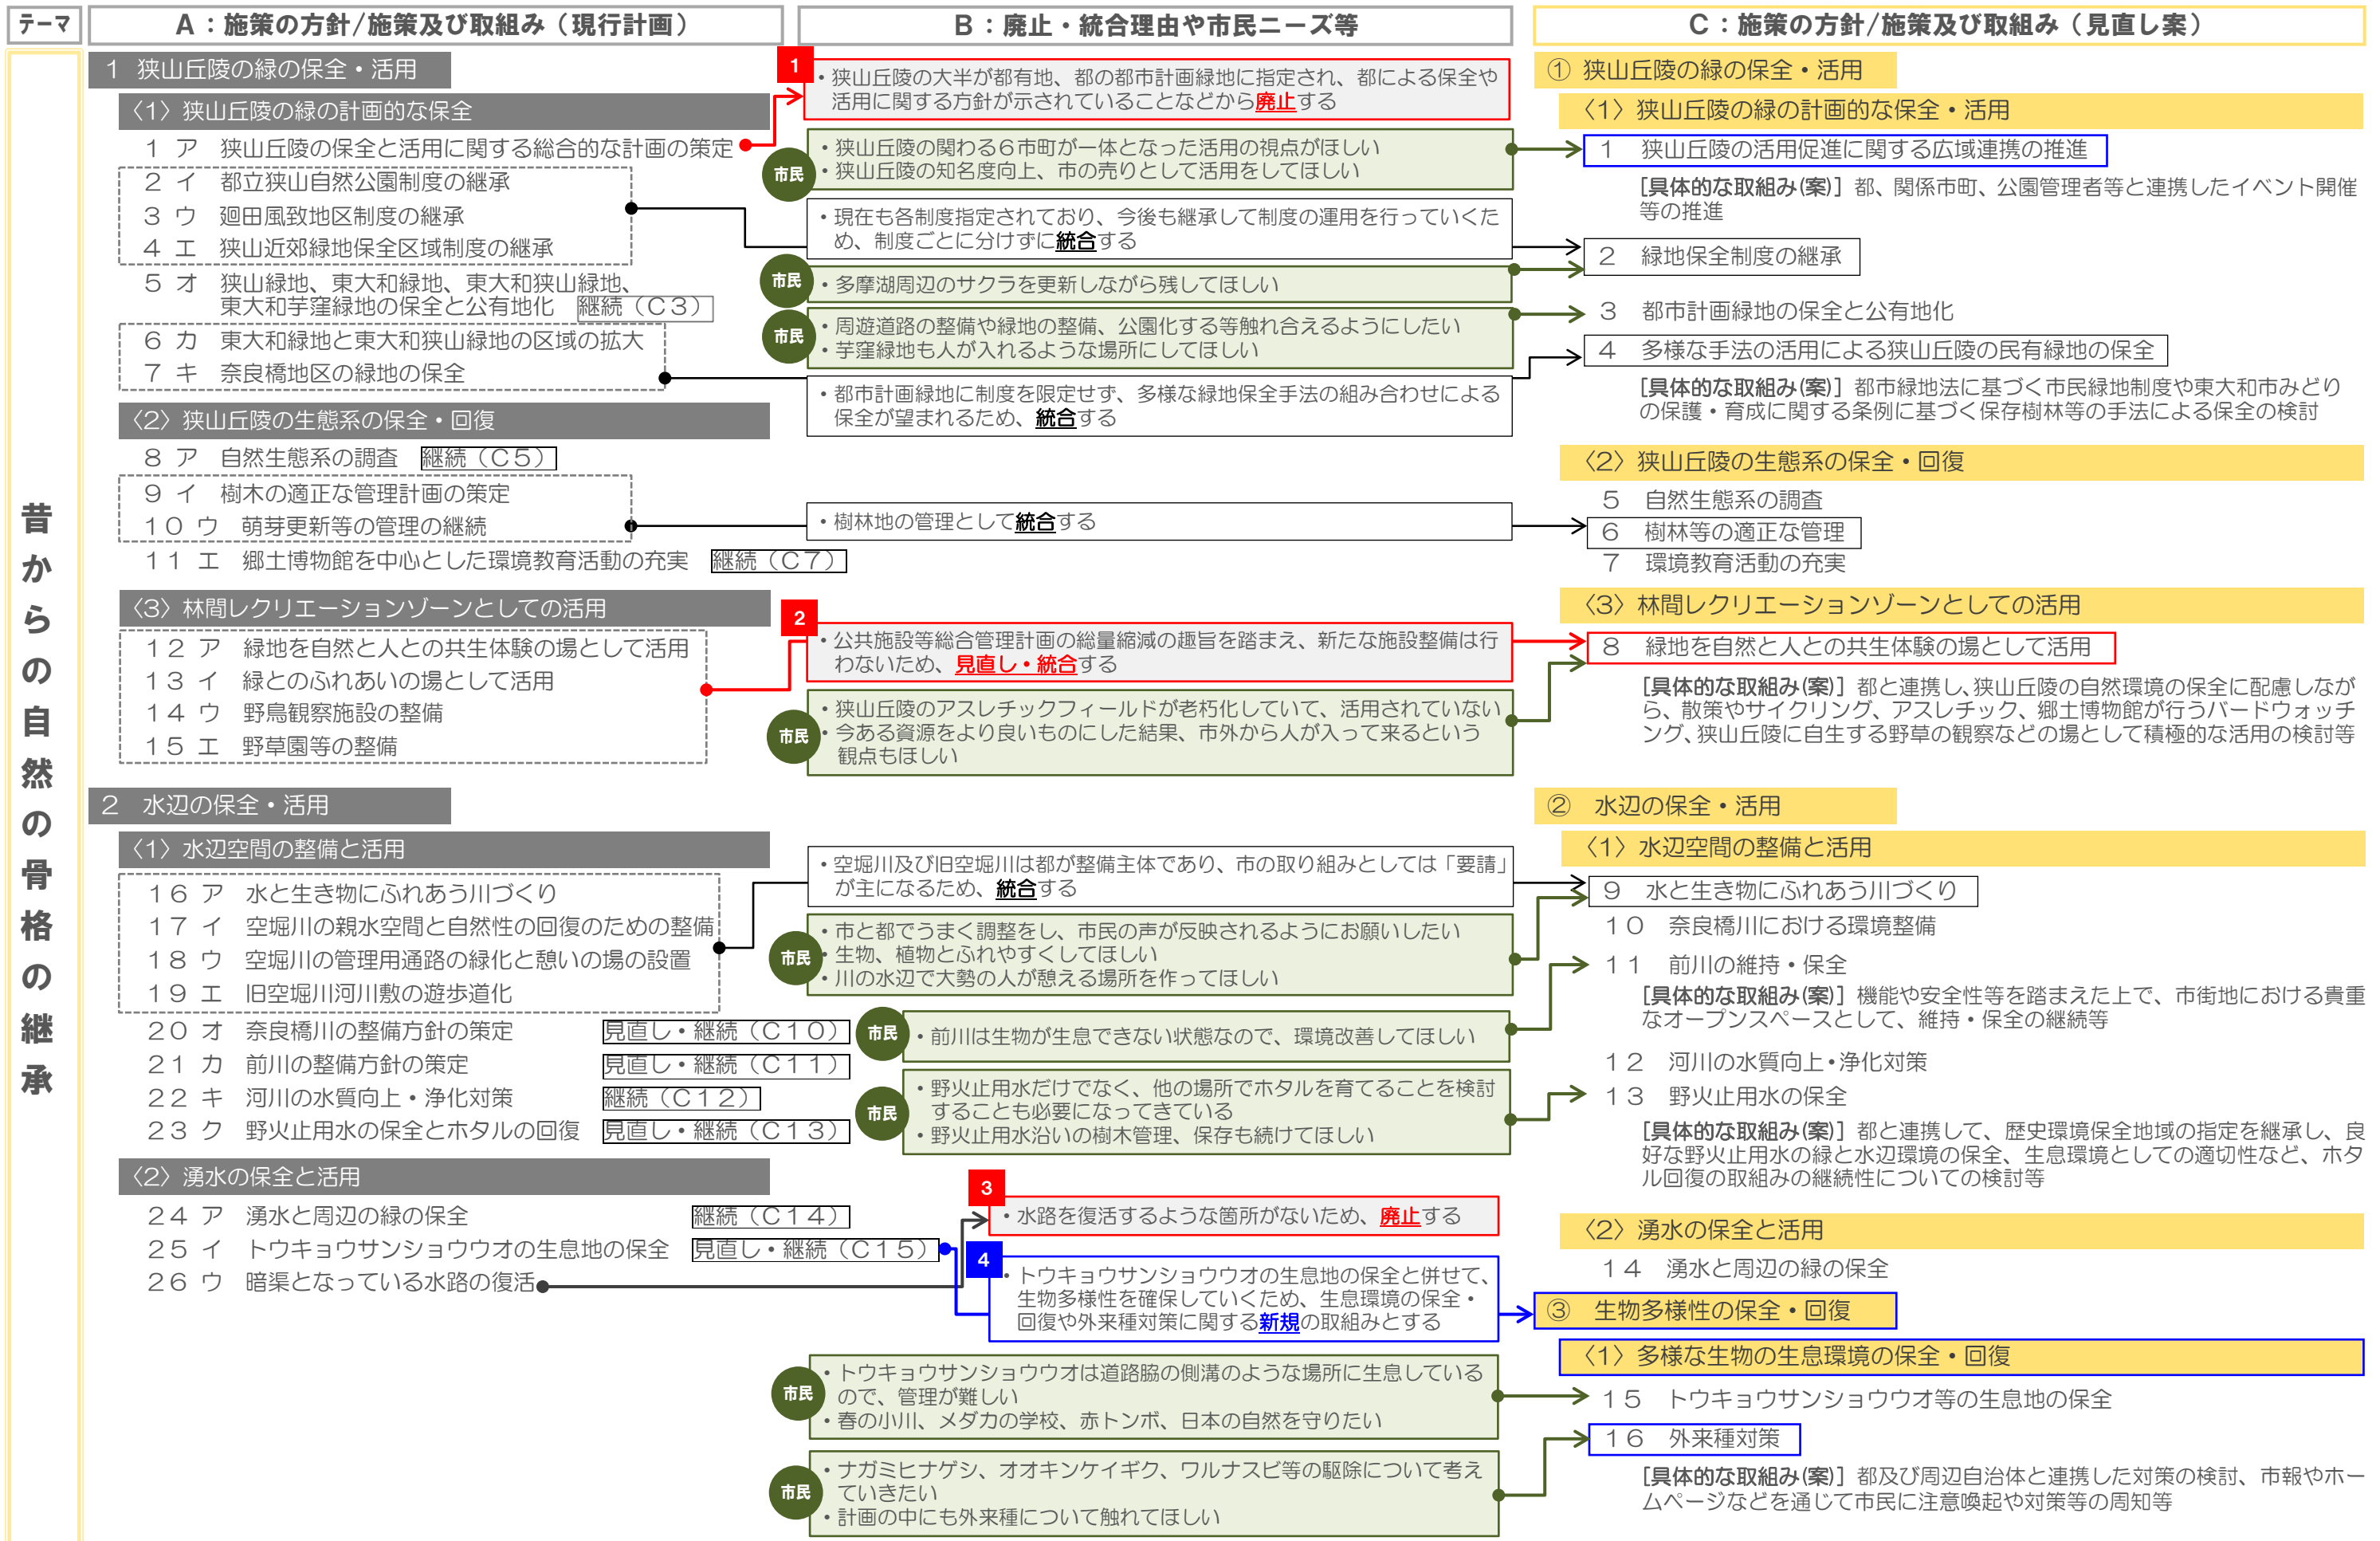 テーマ
A:施策の方針/施策及び取組み(現行計画)
B:廃止・統合理由や市民ニーズ等
C:施策の方針/施策及び取組み(見直し案)
昔からの自然の骨格の継承
1 狭山丘陵の緑の保全・活用
〈1〉狭山丘陵の緑の計画的な保全
1 ア 狭山丘陵の保全と活用に関する総合的な計画の策定
2 イ 都立狭山自然公園制度の継承
3 ウ 廻田風致地区制度の継承
4 エ 狭山近郊緑地保全区域制度の継承
5 オ 狭山緑地、東大和緑地、東大和狭山緑地、
東大和芋窪緑地の保全と公有地化 継続(C3)
6 カ 東大和緑地と東大和狭山緑地の区域の拡大
7 キ 奈良橋地区の緑地の保全
〈2〉狭山丘陵の生態系の保全・回復
8 ア 自然生態系の調査 継続(C5)
9 イ 樹木の適正な管理計画の策定
10 ウ 萌芽更新等の管理の継続
11 エ 郷土博物館を中心とした環境教育活動の充実 継続(C7)
〈3〉林間レクリエーションゾーンとしての活用
12 ア 緑地を自然と人との共生体験の場として活用
13 イ 緑とのふれあいの場として活用
14 ウ 野鳥観察施設の整備
15 エ 野草園等の整備
2 水辺の保全・活用
〈1〉水辺空間の整備と活用
16 ア 水と生き物にふれあう川づくり
17 イ 空堀川の親水空間と自然性の回復のための整備
18 ウ 空堀川の管理用通路の緑化と憩いの場の設置
19 エ 旧空堀川河川敷の遊歩道化
20 オ 奈良橋川の整備方針の策定 見直し・継続(C10)
21 カ 前川の整備方針の策定 見直し・継続(C11)
22 キ 河川の水質向上・浄化対策 継続(C12)
23 ク 野火止用水の保全とホタルの回復 見直し・継続(C13)
〈2〉湧水の保全と活用
24 ア 湧水と周辺の緑の保全 継続(C14)
25 イ トウキョウサンショウウオの生息地の保全 見直し・継続(C15)
26 ウ 暗渠となっている水路の復活
1
・狭山丘陵の大半が都有地、都の都市計画緑地に指定され、都による保全や
活用に関する方針が示されていることなどから廃止する
市民
・狭山丘陵の関わる6市町が一体となった活用の視点がほしい
・狭山丘陵の知名度向上、市の売りとして活用をしてほしい
・現在も各制度指定されており、今後も継承して制度の運用を行っていくた
め、制度ごとに分けずに統合する
市民
・多摩湖周辺のサクラを更新しながら残してほしい
市民
・周遊道路の整備や緑地の整備、公園化する等触れ合えるようにしたい
・芋窪緑地も人が入れるような場所にしてほしい
・都市計画緑地に制度を限定せず、多様な緑地保全手法の組み合わせによる
保全が望まれるため、統合する
・樹林地の管理として統合する
2
・公共施設等総合管理計画の総量縮減の趣旨を踏まえ、新たな施設整備は行
わないため、見直し・統合する
市民
・狭山丘陵のアスレチックフィールドが老朽化していて、活用されていない
・今ある資源をより良いものにした結果、市外から人が入って来るという
観点もほしい
・空堀川及び旧空堀川は都が整備主体であり、市の取り組みとしては「要請」
が主になるため、統合する
市民
・市と都でうまく調整をし、市民の声が反映されるようにお願いしたい
・生物、植物とふれやすくしてほしい
・川の水辺で大勢の人が憩える場所を作ってほしい
市民
・前川は生物が生息できない状態なので、環境改善してほしい
市民
・野火止用水だけでなく、他の場所でホタルを育てることを検討
することも必要になってきている
・野火止用水沿いの樹木管理、保存も続けてほしい
3
・水路を復活するような箇所がないため、廃止する
4
・トウキョウサンショウウオの生息地の保全と併せて、
生物多様性を確保していくため、生息環境の保全・
回復や外来種対策に関する新規の取組みとする
市民
・トウキョウサンショウウオは道路脇の側溝のような場所に生息している
ので、管理が難しい
・春の小川、メダカの学校、赤トンボ、日本の自然を守りたい
市民
・ナガミヒナゲシ、オオキンケイギク、ワルナスビ等の駆除について考え
ていきたい
・計画の中にも外来種について触れてほしい
① 狭山丘陵の緑の保全・活用
〈1〉狭山丘陵の緑の計画的な保全・活用
1 狭山丘陵の活用促進に関する広域連携の推進
[具体的な取組み(案)] 都、関係市町、公園管理者等と連携したイベント開催
等の推進
2 緑地保全制度の継承
3 都市計画緑地の保全と公有地化
4 多様な手法の活用による狭山丘陵の民有緑地の保全
[具体的な取組み(案)] 都市緑地法に基づく市民緑地制度や東大和市みどり
の保護・育成に関する条例に基づく保存樹林等の手法による保全の検討
〈2〉狭山丘陵の生態系の保全・回復
5 自然生態系の調査
6 樹林等の適正な管理
7 環境教育活動の充実
〈3〉林間レクリエーションゾーンとしての活用
8 緑地を自然と人との共生体験の場として活用
[具体的な取組み(案)] 都と連携し、狭山丘陵の自然環境の保全に配慮しなが
ら、散策やサイクリング、アスレチック、郷土博物館が行うバードウォッチ
ング、狭山丘陵に自生する野草の観察などの場として積極的な活用の検討等
② 水辺の保全・活用
〈1〉水辺空間の整備と活用
9 水と生き物にふれあう川づくり
10 奈良橋川における環境整備
11 前川の維持・保全
[具体的な取組み(案)] 機能や安全性等を踏まえた上で、市街地における貴重
なオープンスペースとして、維持・保全の継続等
12 河川の水質向上・浄化対策
13 野火止用水の保全
[具体的な取組み(案)] 都と連携して、歴史環境保全地域の指定を継承し、良
好な野火止用水の緑と水辺環境の保全、生息環境としての適切性など、ホタ
ル回復の取組みの継続性についての検討等
〈2〉湧水の保全と活用
14 湧水と周辺の緑の保全
③ 生物多様性の保全・回復
〈1〉多様な生物の生息環境の保全・回復
15 トウキョウサンショウウオ等の生息地の保全
16 外来種対策
[具体的な取組み(案)] 都及び周辺自治体と連携した対策の検討、市報やホー
ムページなどを通じて市民に注意喚起や対策等の周知等